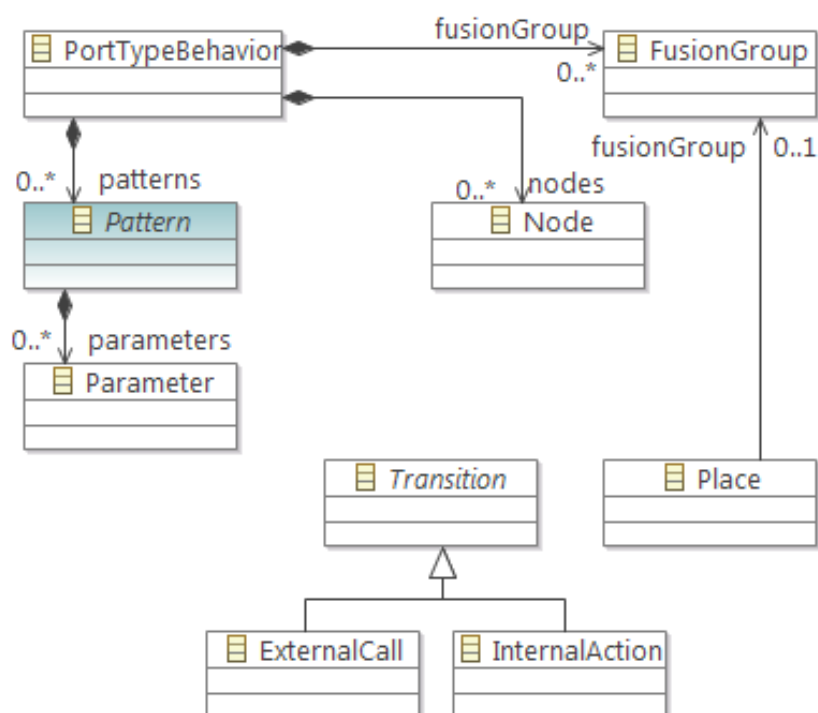 fusionGroup
PortTypeBehavior
FusionGroup
0..*
fusionGroup 0..1
0..* patterns
0..* nodes
Pattern
Node
0..* parameters
Parameter
Transition
Place
ExternalCall
InternalAction